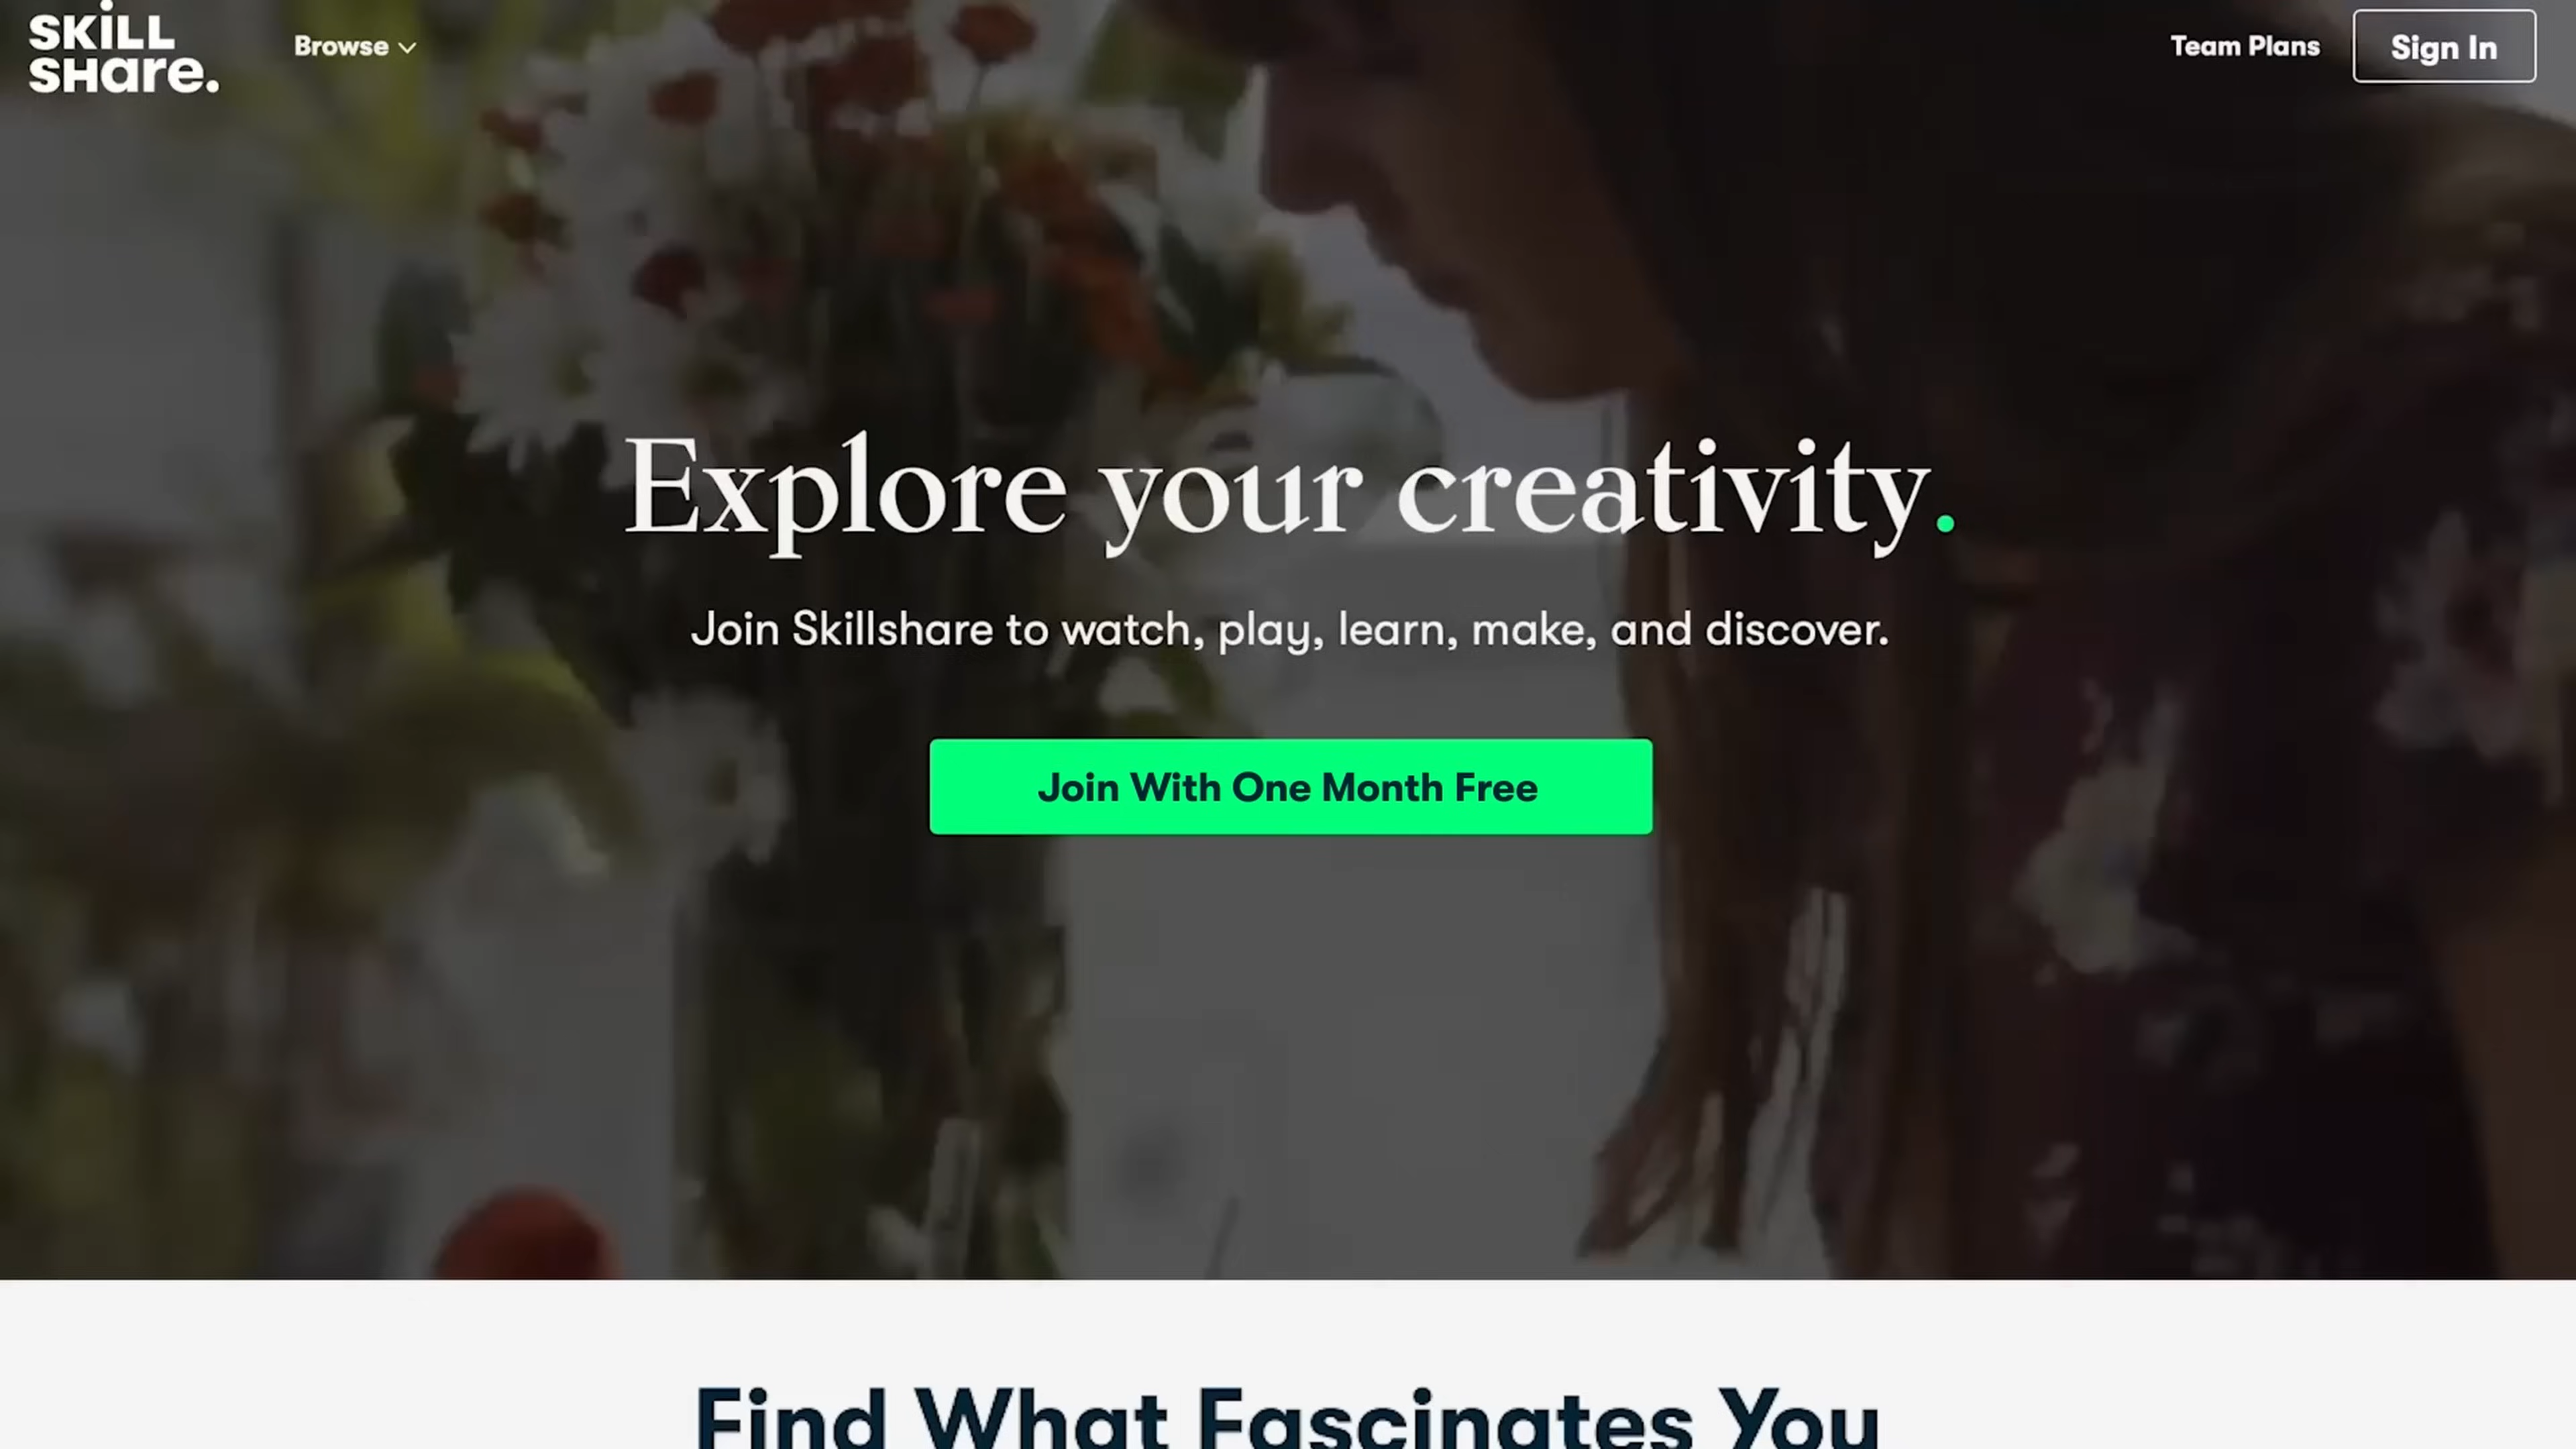 SKILL
SHare.
Browse
Team Plans
Sign In
Explore your creativity.
Join Skillshare to watch, play, learn, make, and discover.
Join With One Month Free
Find What Fascinates You